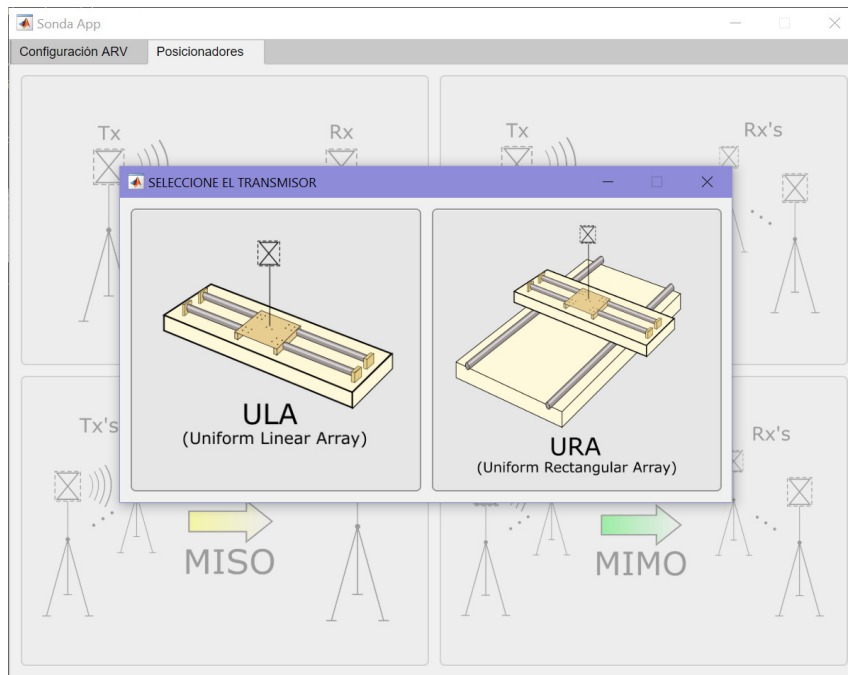 Sonda App
Configuración ARV
Posicionadores
Tx
Rx
Tx
Rx's
SELECCIONE EL TRANSMISOR
ULA
(Uniform Linear Array)
URA
(Uniform Rectangular Array)
Tx's
Rx's
MISO
MIMO